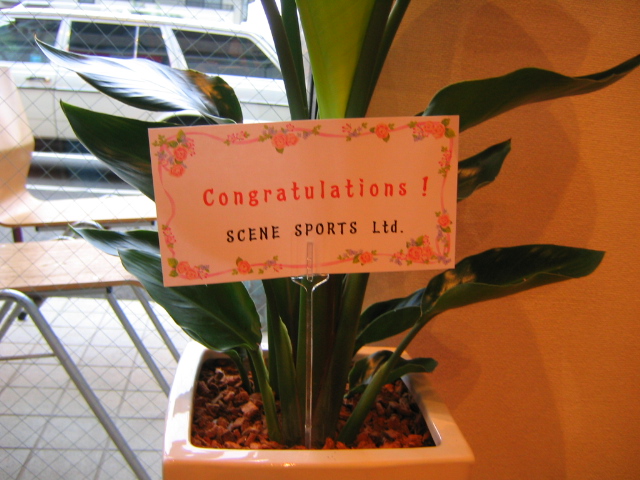 Congratulations !
SCENE SPORTS Ltd.